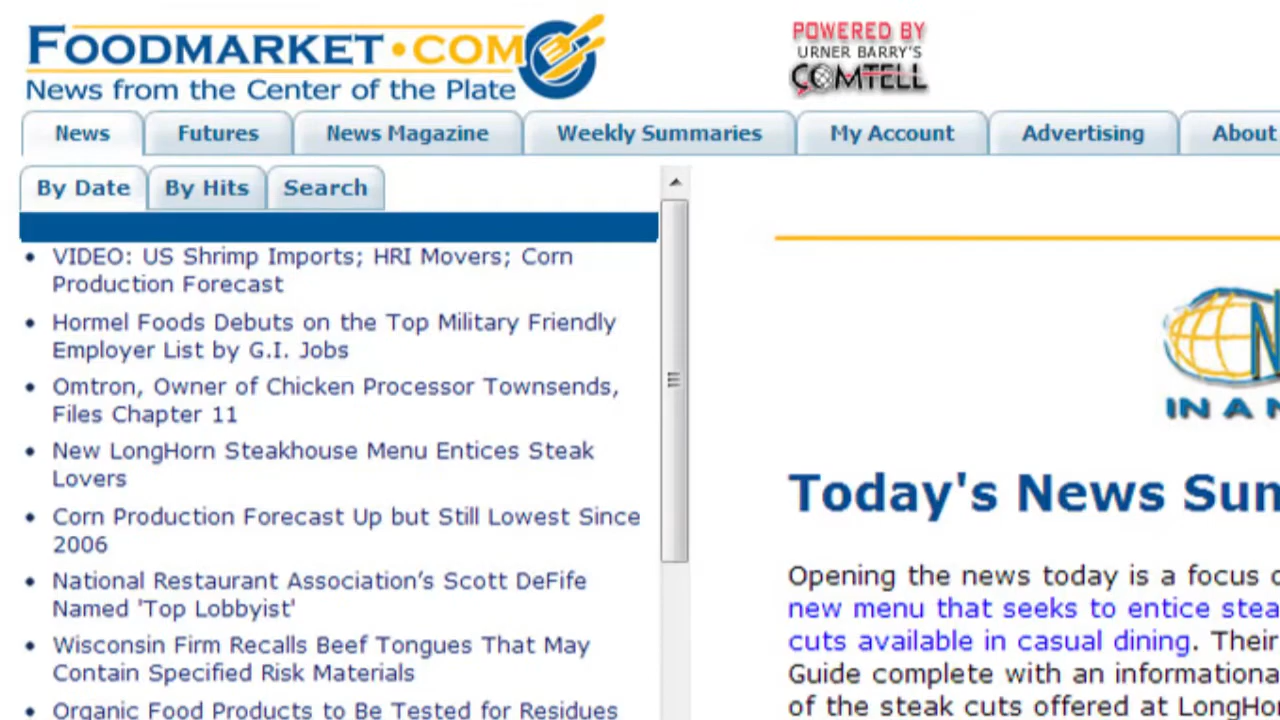 FOODMARKET•COM
News from the Center of the Plate
POWERED BY
URNER BARRY'S
COMTELL
News
Futures
News Magazine
Weekly Summaries
My Account
Advertising
About
By Date
By Hits
Search
• VIDEO: US Shrimp Imports; HRI Movers; Corn
Production Forecast
• Hormel Foods Debuts on the Top Military Friendly
Employer List by G.I. Jobs
• Omtron, Owner of Chicken Processor Townsends,
Files Chapter 11
• New LongHorn Steakhouse Menu Entices Steak
Lovers
• Corn Production Forecast Up but Still Lowest Since
2006
• National Restaurant Association’s Scott DeFife
Named 'Top Lobbyist'
• Wisconsin Firm Recalls Beef Tongues That May
Contain Specified Risk Materials
• Organic Food Products to Be Tested for Residues
N
IN A N
Today's News Sum
Opening the news today is a focus o
new menu that seeks to entice stea
cuts available in casual dining. Their
Guide complete with an informationa
of the steak cuts offered at LongHor